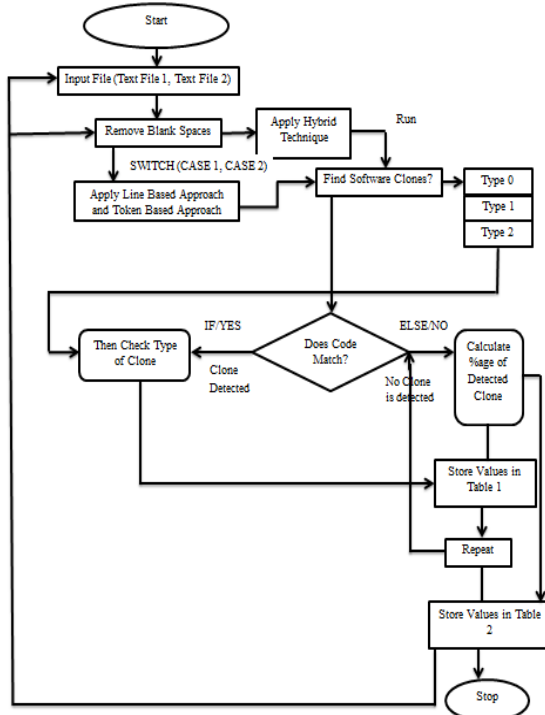 Start
Input File (Text File 1, Text File 2)
Remove Blank Spaces
Apply Hybrid
Technique
Run
SWITCH (CASE 1, CASE 2)
Apply Line Based Approach
and Token Based Approach
Find Software Clones?
Type 0
Type 1
Type 2
IF/YES
ELSE/NO
Then Check Type
of Clone
Does Code
Match?
Clone
Detected
No Clone
is detected
Calculate
%age of
Detected
Clone
Store Values in
Table 1
Repeat
Store Values in Table
2
Stop